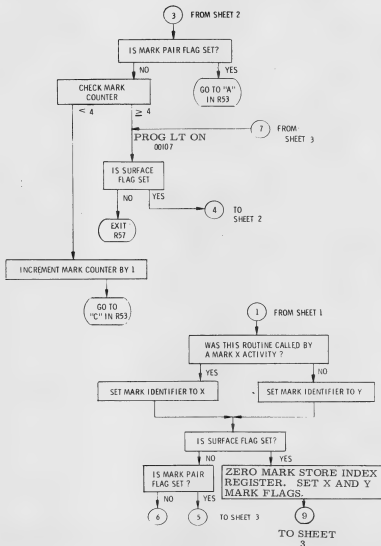 3 FROM SHEET 2
IS MARK PAIR FLAG SET?
NO YES
CHECK MARK
COUNTER
GO TO "A"
IN R53
< 4 ≥ 4
7 FROM
SHEET
3
PROG LT ON
00107
IS SURFACE
FLAG SET
NO YES
4 TO
SHEET 2
EXIT
R57
INCREMENT MARK COUNTER BY 1
GO TO
"C" IN R53
1 FROM SHEET 1
WAS THIS ROUTINE CALLED BY
A MARK X ACTIVITY ?
YES NO
SET MARK IDENTIFIER TO X
SET MARK IDENTIFIER TO Y
IS SURFACE FLAG SET?
NO YES
IS MARK PAIR
FLAG SET ?
ZERO MARK STORE INDEX
REGISTER. SET X AND Y
MARK FLAGS.
NO YES
6 5 TO SHEET 3
9
TO SHEET
3